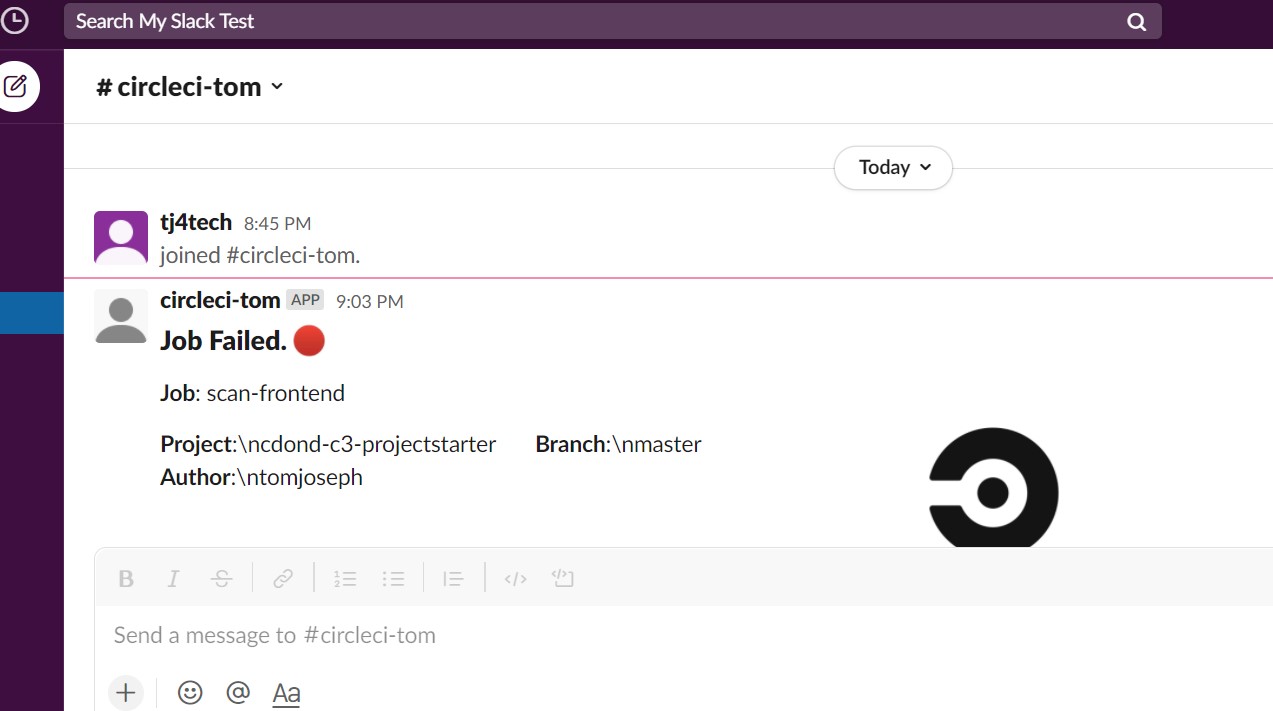 Search My Slack Test
# circleci-tom
Today
tj4tech 8:45 PM
joined #circleci-tom.
circleci-tom APP 9:03 PM
Job Failed. 🔴
Job: scan-frontend
Project:\ncdond-c3-projectstarter Branch:\nmaster
Author:\ntomjoseph
Send a message to #circleci-tom
Aa